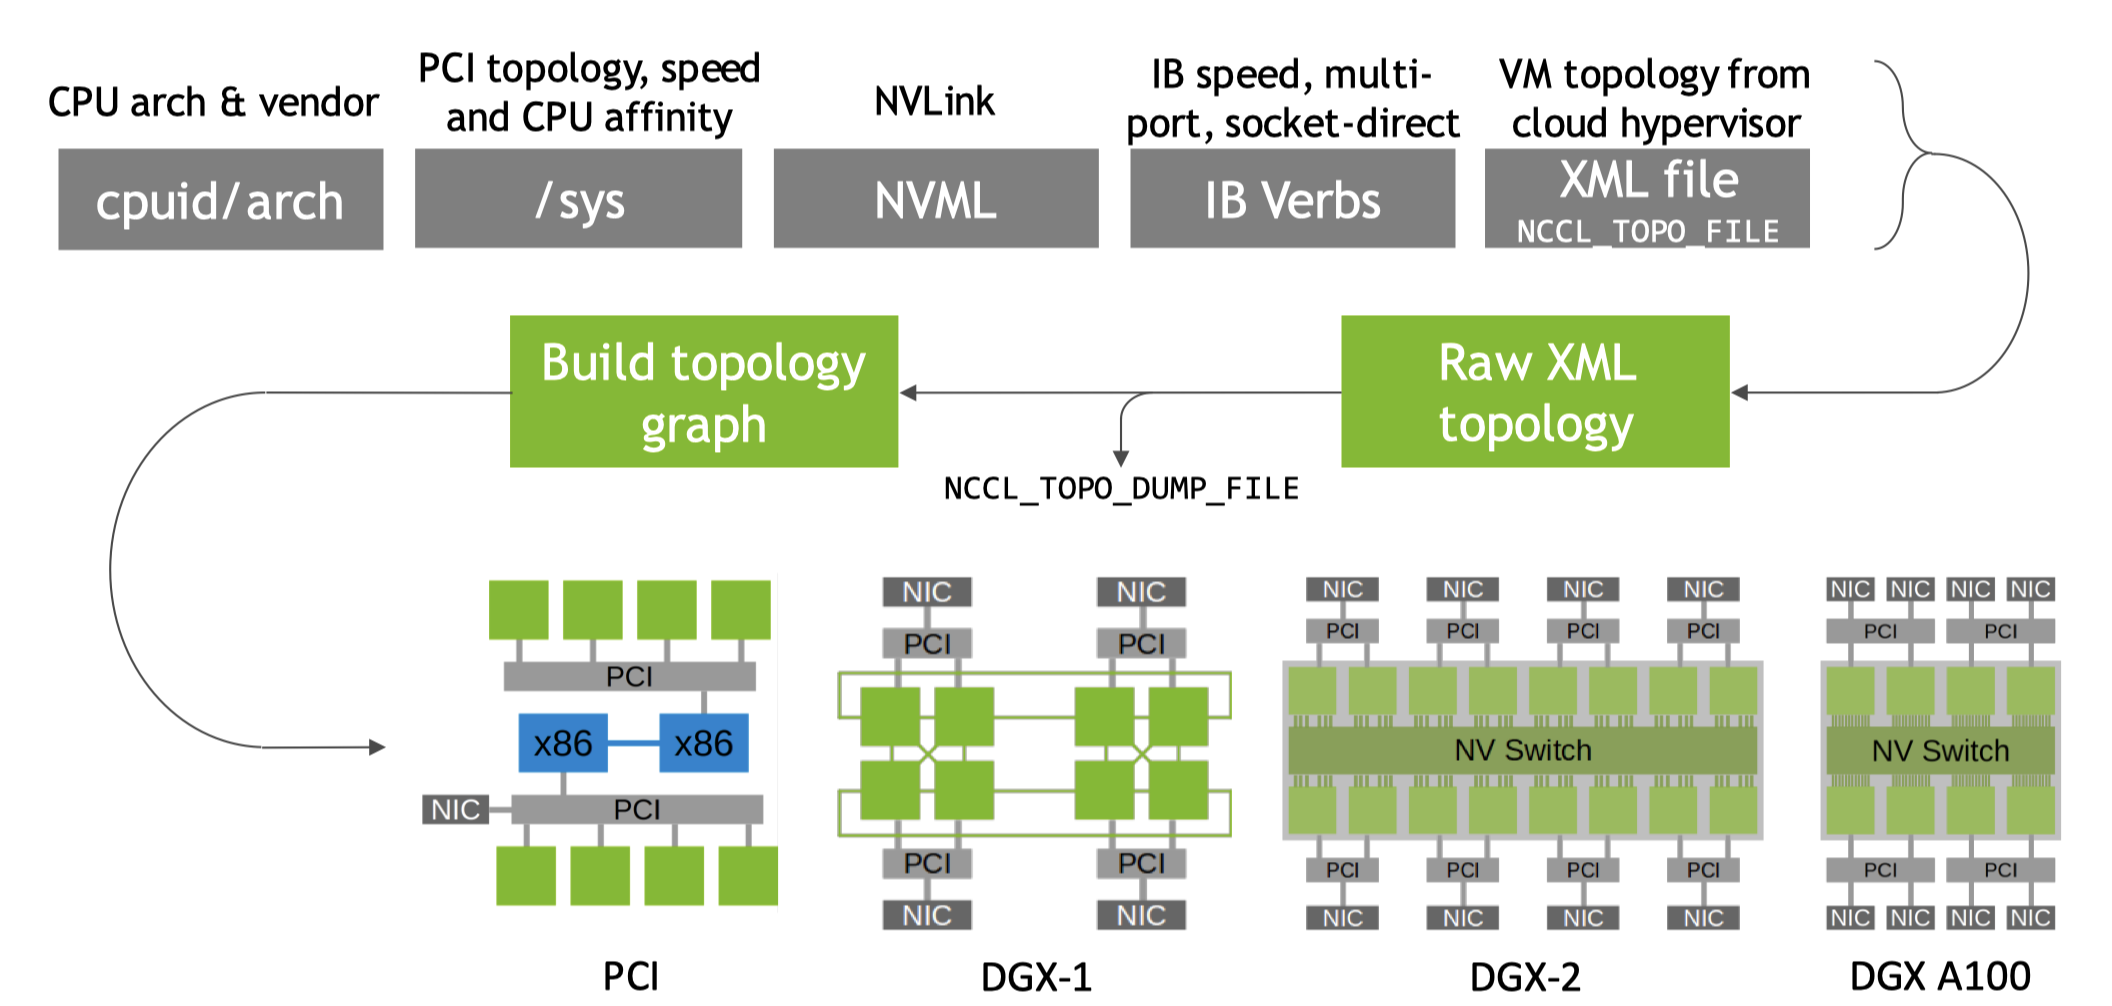 CPU arch & vendor
PCI topology, speed
and CPU affinity
NVLink
IB speed, multi-
port, socket-direct
VM topology from
cloud hypervisor
cpuid/arch
/sys
NVML
IB Verbs
XML file
NCCL_TOPO_FILE
Build topology
graph
Raw XML
topology
NCCL_TOPO_DUMP_FILE
PCI
x86
x86
NIC
PCI
PCI
NIC
NIC
PCI
PCI
PCI
PCI
NIC
NIC
DGX-1
NIC
NIC
NIC
NIC
PCI
PCI
PCI
PCI
NV Switch
PCI
PCI
PCI
PCI
NIC
NIC
NIC
NIC
DGX-2
NIC
NIC
NIC
NIC
PCI
PCI
NV Switch
PCI
PCI
NIC
NIC
NIC
NIC
DGX A100